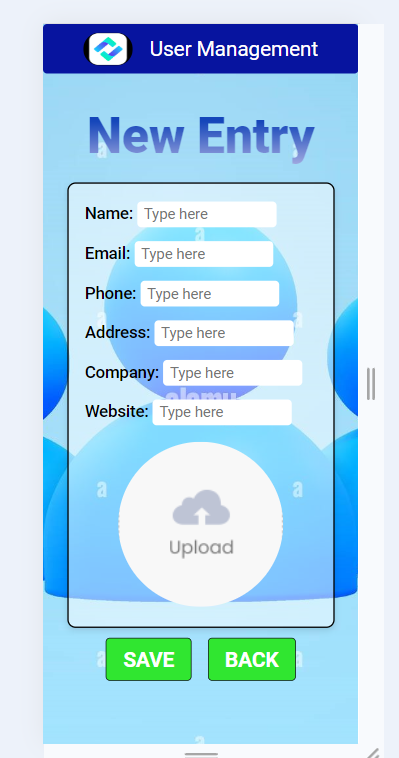 User Management
New Entry
Name: Type here
Email: Type here
Phone: Type here
Address: Type here
Company: Type here
Website: Type here
alamy
Upload
SAVE BACK
a
a
a
a
a
a
a
a
a
a